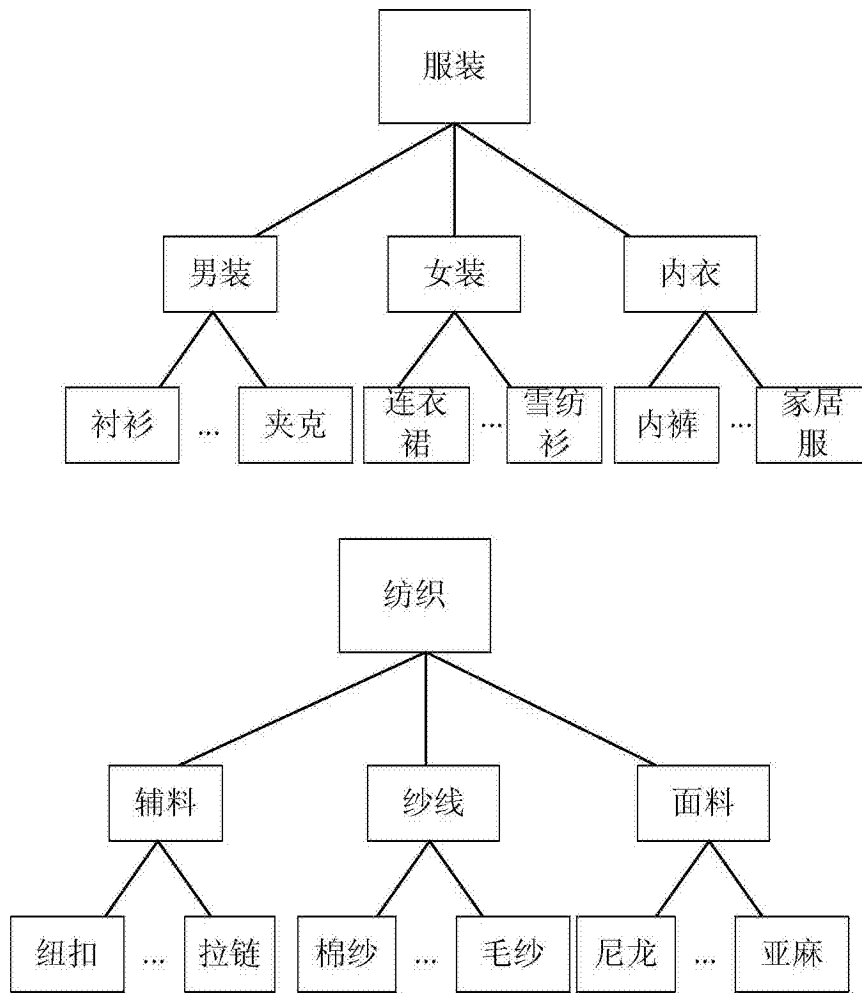 服装
男装
女装
内衣
衬衫
...
夹克
连衣
裙
...
雪纺
衫
内裤
...
家居
服
纺织
辅料
纱线
面料
纽扣
...
拉链
棉纱
...
毛纱
尼龙
...
亚麻